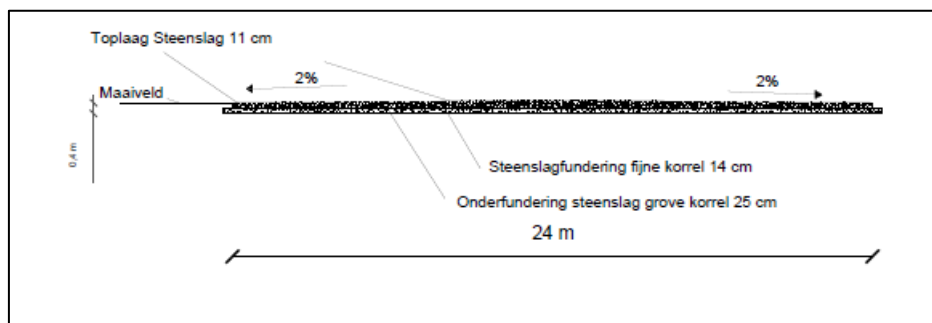 Toplaag Steenslag 11 cm
2%
2%
Maaiveld
0,4 m
Steenslagfundering fijne korrel 14 cm
Onderfundering steenslag grove korrel 25 cm
24 m